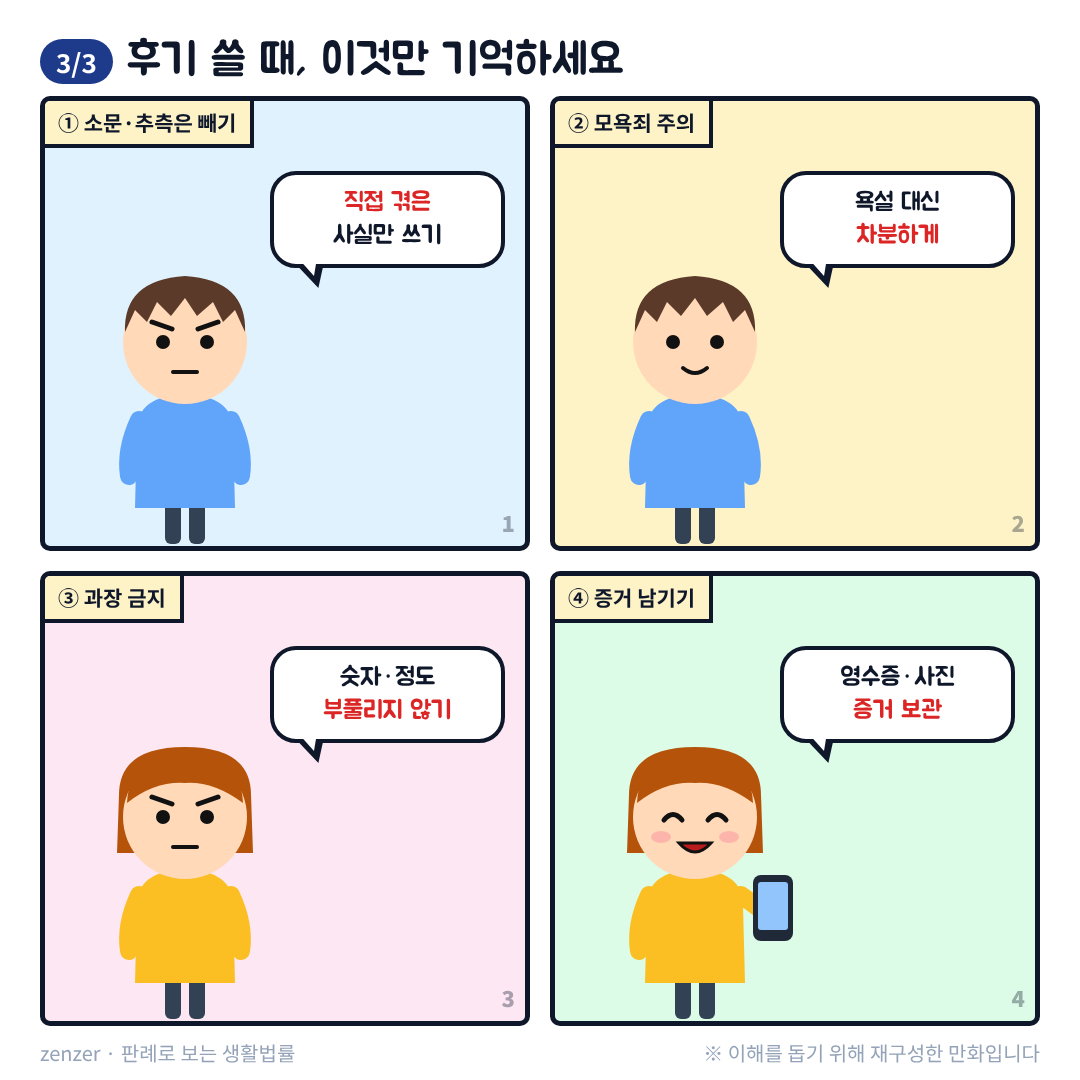 3/3 후기 쓸 때, 이것만 기억하세요
① 소문·추측은 빼기
직접 겪은
사실만 쓰기
1
② 모욕죄 주의
욕설 대신
차분하게
2
③ 과장 금지
숫자·정도
부풀리지 않기
3
④ 증거 남기기
영수증·사진
증거 보관
4
zenzer · 판례로 보는 생활법률
※ 이해를 돕기 위해 재구성한 만화입니다